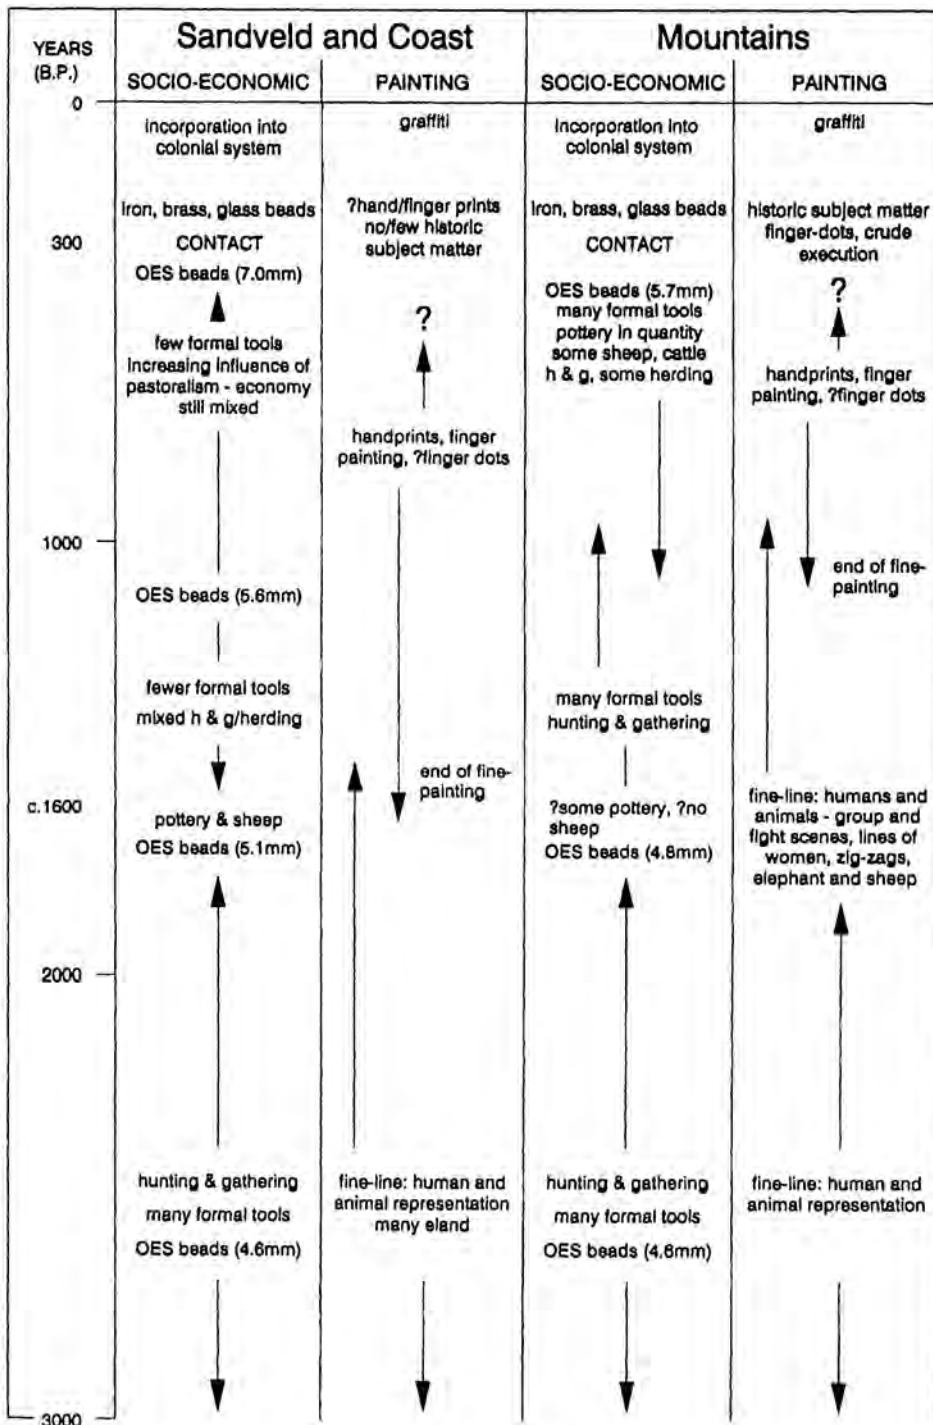 YEARS
(B.P.)
0
300
1000
c.1600
2000
3000
Sandveld and Coast
SOCIO-ECONOMIC
incorporation into
colonial system
iron, brass, glass beads
CONTACT
OES beads (7.0mm)
few formal tools
increasing influence of
pastoralism - economy
still mixed
OES beads (5.6mm)
fewer formal tools
mixed h & g/herding
pottery & sheep
OES beads (5.1mm)
hunting & gathering
many formal tools
OES beads (4.6mm)
PAINTING
graffiti
?hand/finger prints
no/few historic
subject matter
?
handprints, finger
painting, ?finger dots
end of fine-
painting
fine-line: human and
animal representation
many eland
Mountains
SOCIO-ECONOMIC
incorporation into
colonial system
iron, brass, glass beads
CONTACT
OES beads (5.7mm)
many formal tools
pottery in quantity
some sheep, cattle
h & g, some herding
many formal tools
hunting & gathering
?some pottery, ?no
sheep
OES beads (4.8mm)
hunting & gathering
many formal tools
OES beads (4.6mm)
PAINTING
graffiti
historic subject matter
finger-dots, crude
execution
?
handprints, finger
painting, ?finger dots
end of fine-
painting
fine-line: humans and
animals - group and
fight scenes, lines of
women, zig-zags,
elephant and sheep
fine-line: human and
animal representation